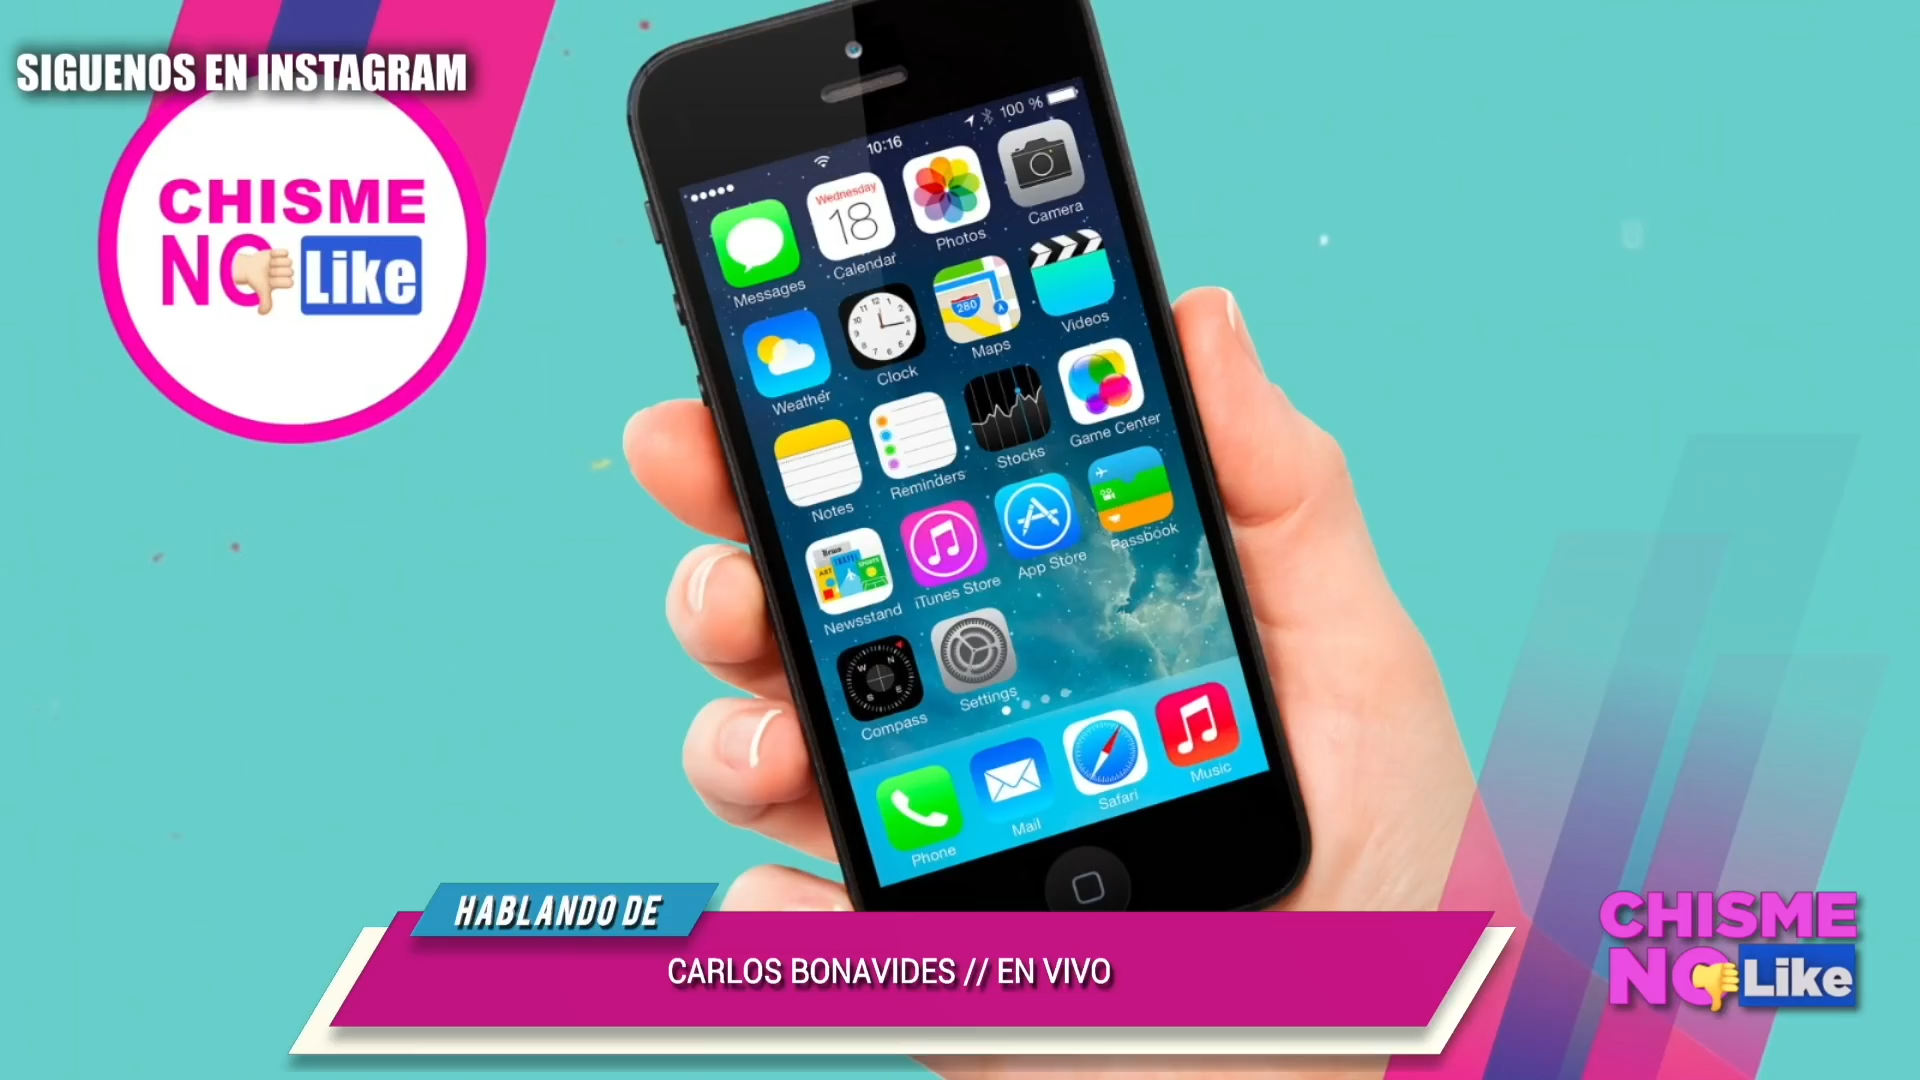 SIGUENOS EN INSTAGRAM
CHISME
NO Like
10:16
100 %
Messages
Wednesday
18
Calendar
Photos
Camera
Weather
Clock
280
Maps
Videos
Notes
Reminders
Stocks
Game Center
Newsstand
iTunes Store
App Store
Passbook
Compass
Settings
Phone
Mail
Safari
Music
HABLANDO DE
CARLOS BONAVIDES // EN VIVO
CHISME
NO Like